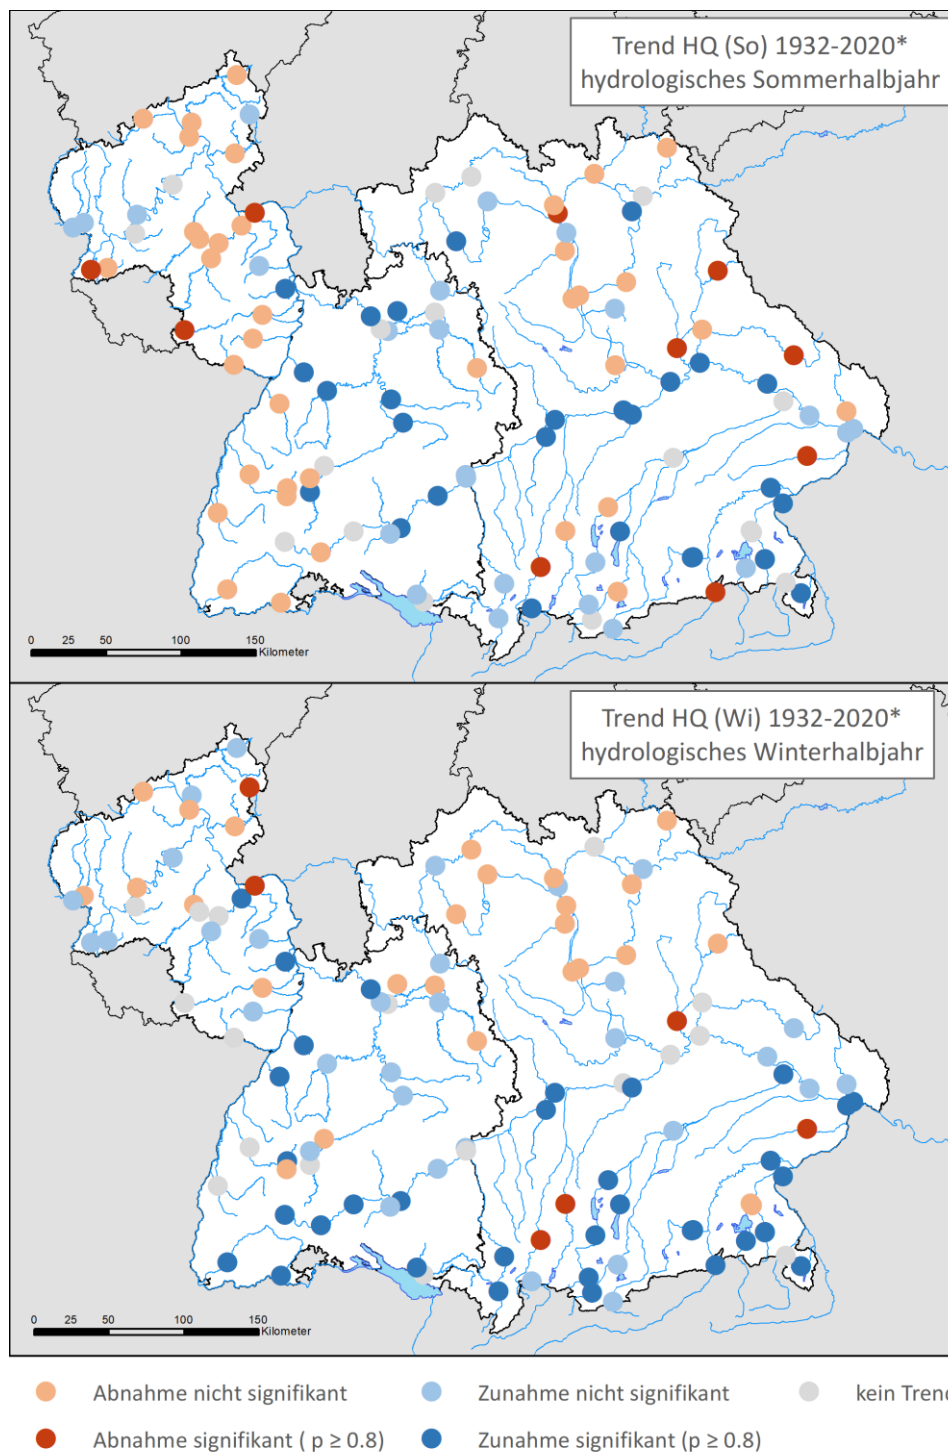 Trend HQ (So) 1932-2020*
hydrologisches Sommerhalbjahr
0 25 50 100 150
Kilometer
Trend HQ (Wi) 1932-2020*
hydrologisches Winterhalbjahr
0 25 50 100 150
Kilometer
Abnahme nicht signifikant Zunahme nicht signifikant kein Trend
Abnahme signifikant ( p ≥ 0.8) Zunahme signifikant (p ≥ 0.8)